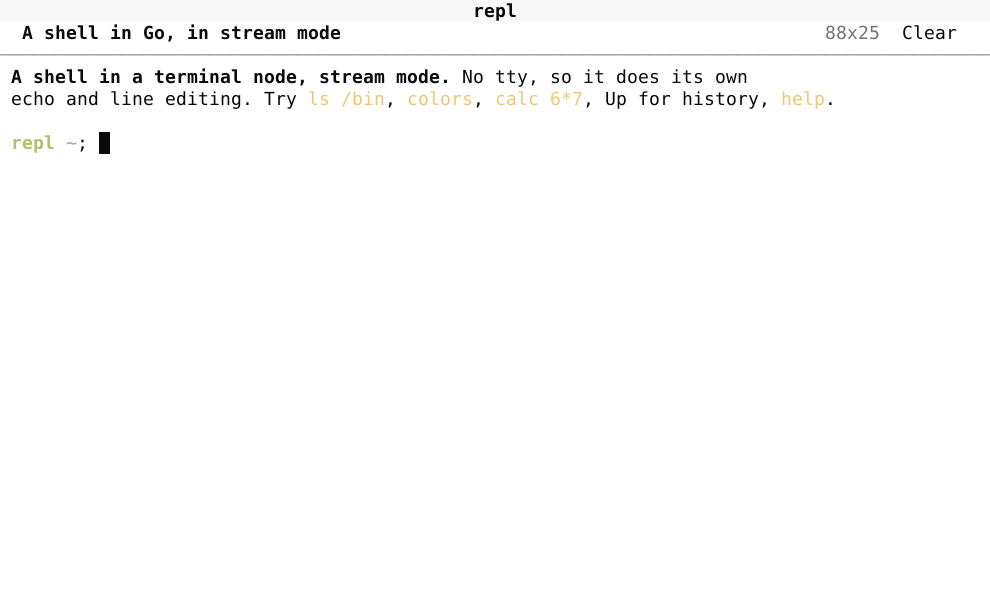 repl
A shell in Go, in stream mode 88x25 Clear
A shell in a terminal node, stream mode. No tty, so it does its own
echo and line editing. Try ls /bin, colors, calc 6*7, Up for history, help.
repl ~;